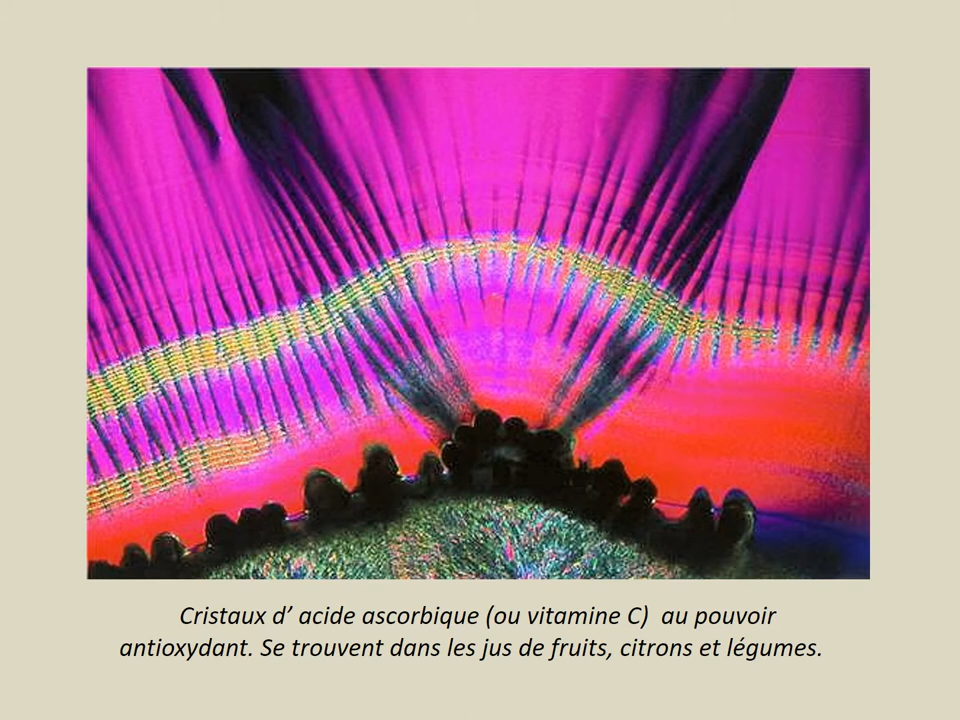 Cristaux d’ acide ascorbique (ou vitamine C)  au pouvoir
antioxydant. Se trouvent dans les jus de fruits, citrons et légumes.